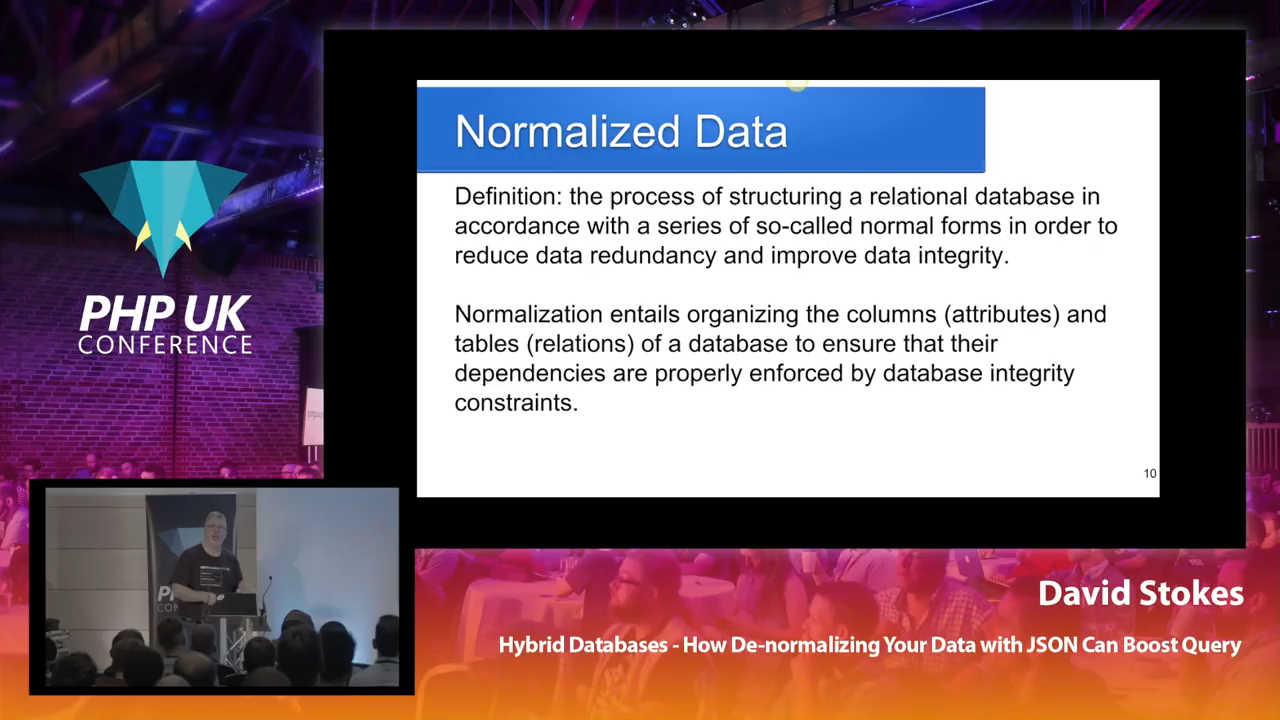 PHP UK
CONFERENCE
Normalized Data
Definition: the process of structuring a relational database in
accordance with a series of so-called normal forms in order to
reduce data redundancy and improve data integrity.
Normalization entails organizing the columns (attributes) and
tables (relations) of a database to ensure that their
dependencies are properly enforced by database integrity
constraints.
10
David Stokes
Hybrid Databases - How De-normalizing Your Data with JSON Can Boost Query